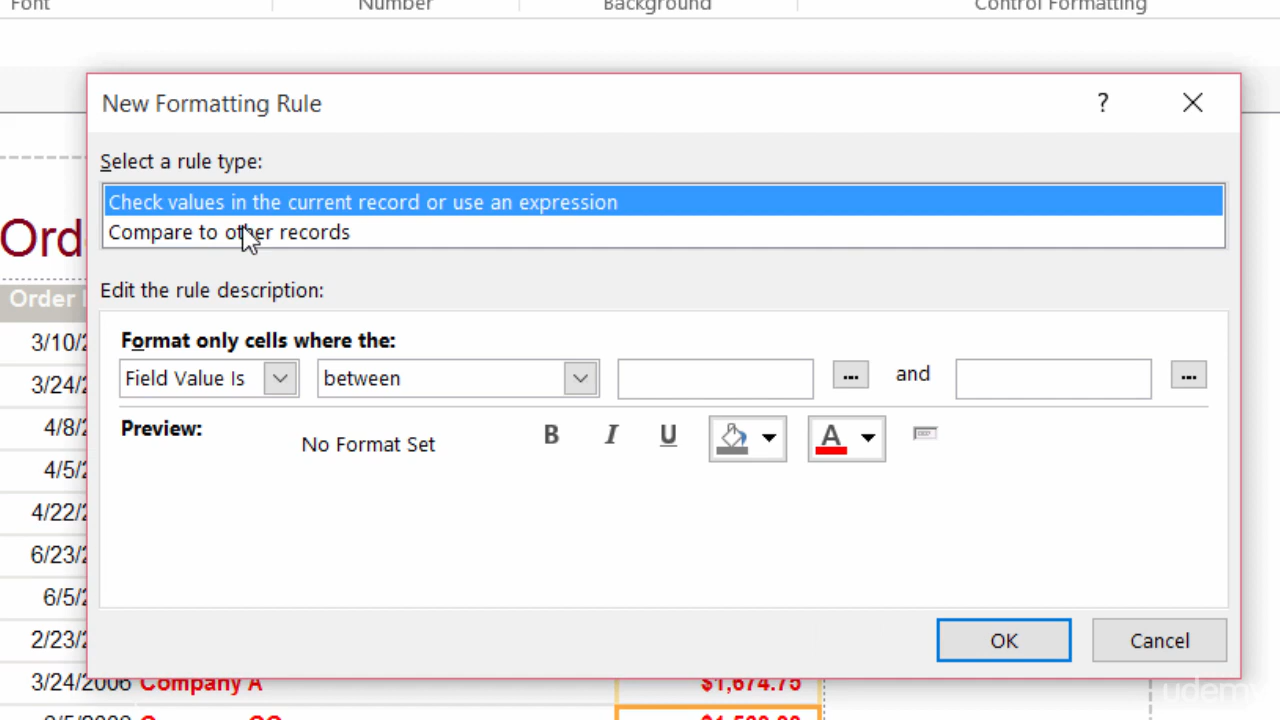 Font Number Background Control Formatting
New Formatting Rule ?
Select a rule type:
Check values in the current record or use an expression
Compare to other records
Ord
Edit the rule description:
Order
3/10/2
Format only cells where the:
3/24/2
Field Value Is between ... and ...
4/8/2
Preview: No Format Set B I U A
4/5/2
4/22/2
6/23/2
6/5/2
2/23/2
OK Cancel
3/24/2006 Company A $1,674.75
udemy